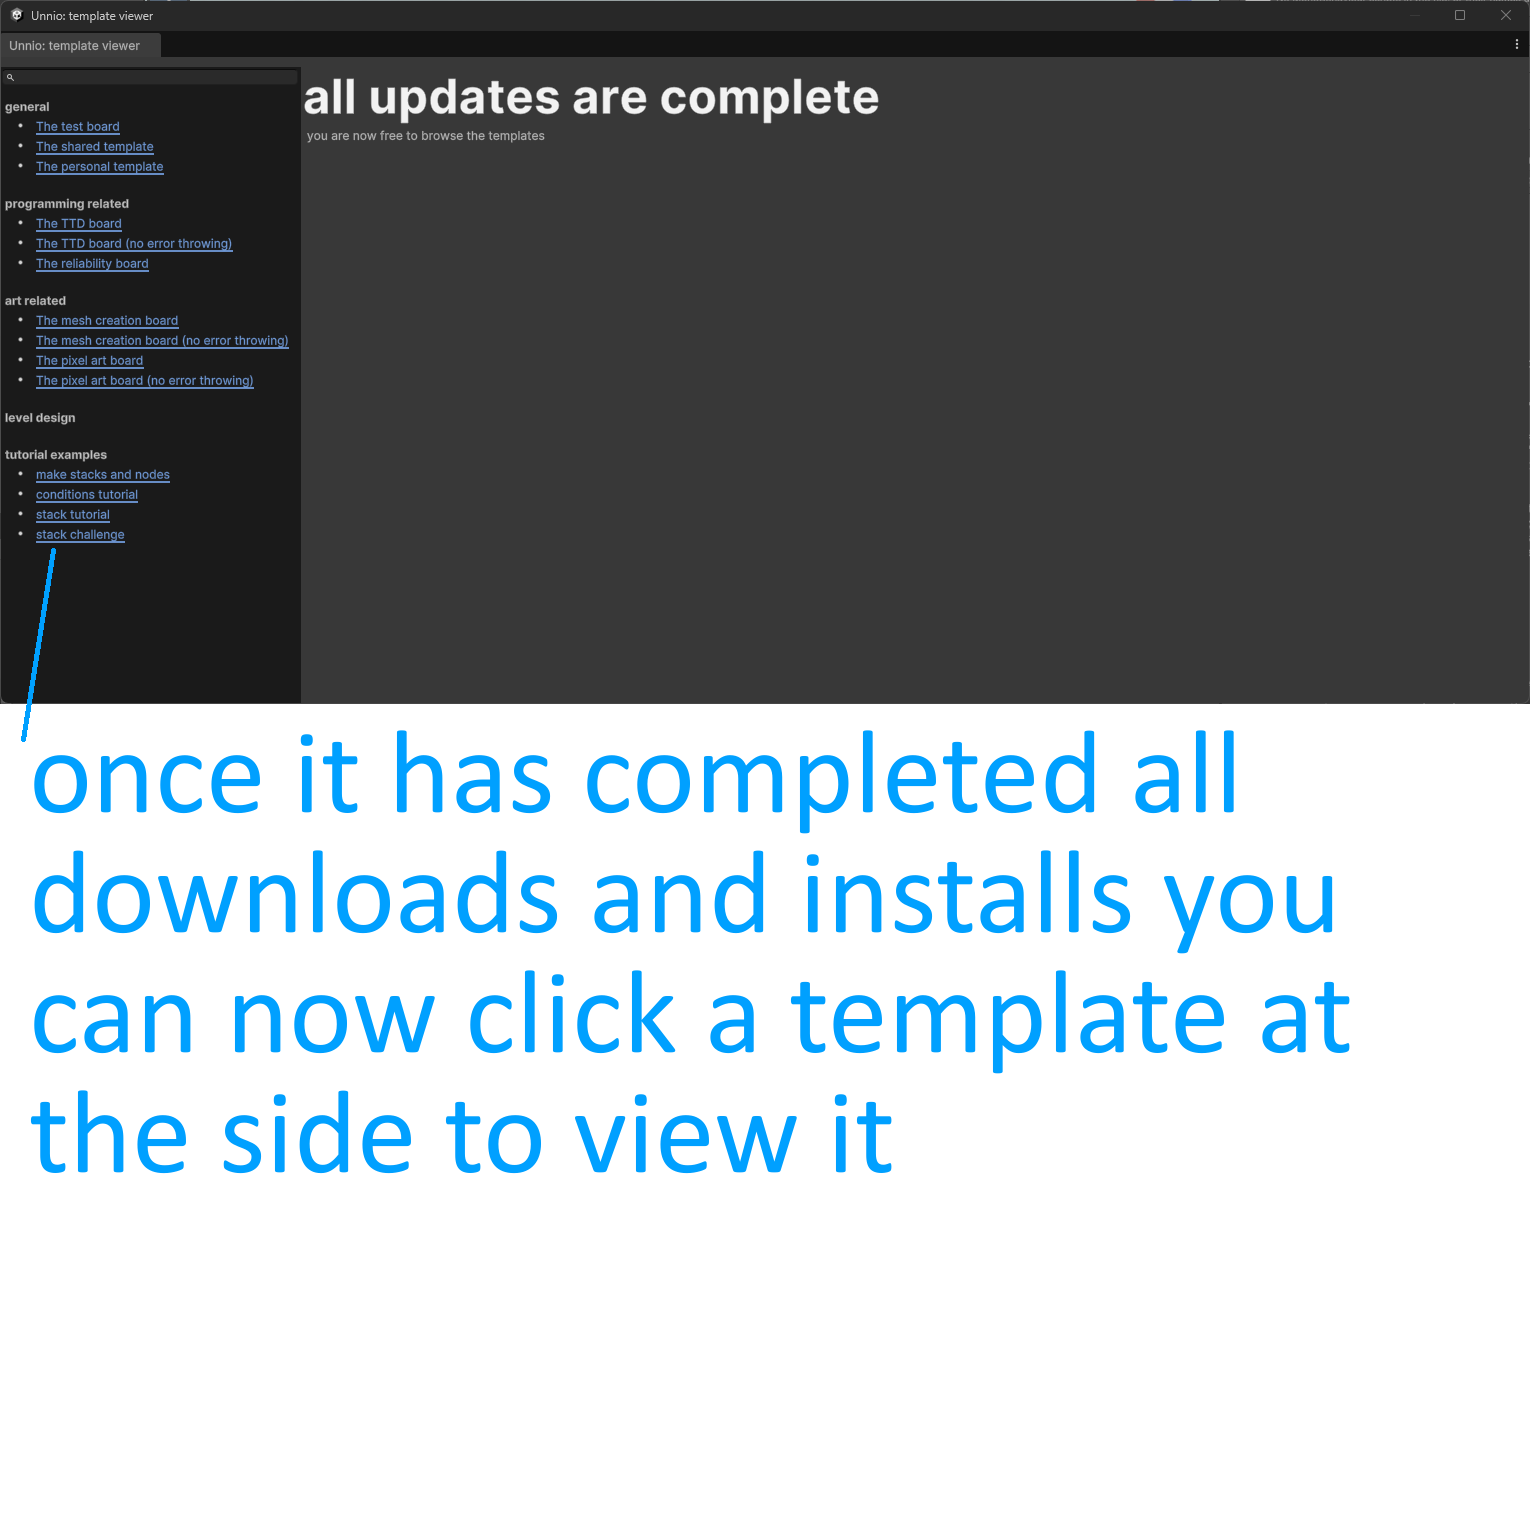 Unnio: template viewer
Unnio: template viewer
general
• The test board
• The shared template
• The personal template
programming related
• The TTD board
• The TTD board (no error throwing)
• The reliability board
art related
• The mesh creation board
• The mesh creation board (no error throwing)
• The pixel art board
• The pixel art board (no error throwing)
level design
tutorial examples
• make stacks and nodes
• conditions tutorial
• stack tutorial
• stack challenge
all updates are complete
you are now free to browse the templates
once it has completed all
downloads and installs you
can now click a template at
the side to view it